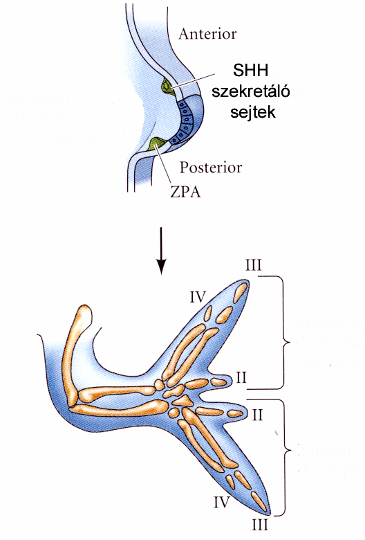 Anterior
SHH
szekretáló
sejtek
Posterior
ZPA
III
IV
II
II
IV
III